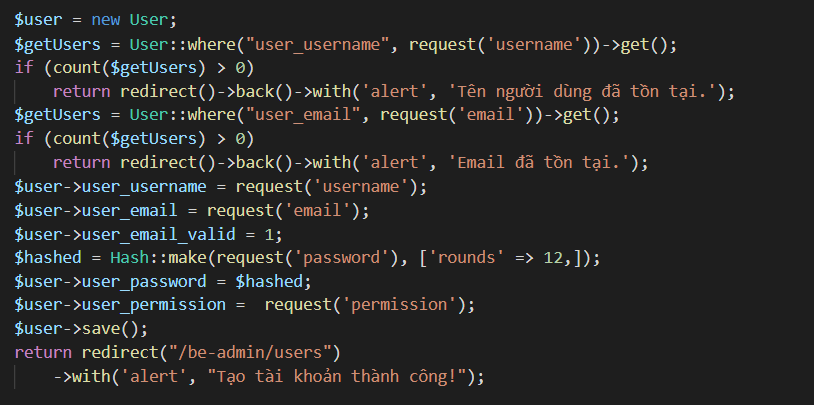 $user = new User;
$getUsers = User::where("user_username", request('username'))->get();
if (count($getUsers) > 0)
    return redirect()->back()->with('alert', 'Tên người dùng đã tồn tại.');
$getUsers = User::where("user_email", request('email'))->get();
if (count($getUsers) > 0)
    return redirect()->back()->with('alert', 'Email đã tồn tại.');
$user->user_username = request('username');
$user->user_email = request('email');
$user->user_email_valid = 1;
$hashed = Hash::make(request('password'), ['rounds' => 12,]);
$user->user_password = $hashed;
$user->user_permission =  request('permission');
$user->save();
return redirect("/be-admin/users")
    ->with('alert', "Tạo tài khoản thành công!");